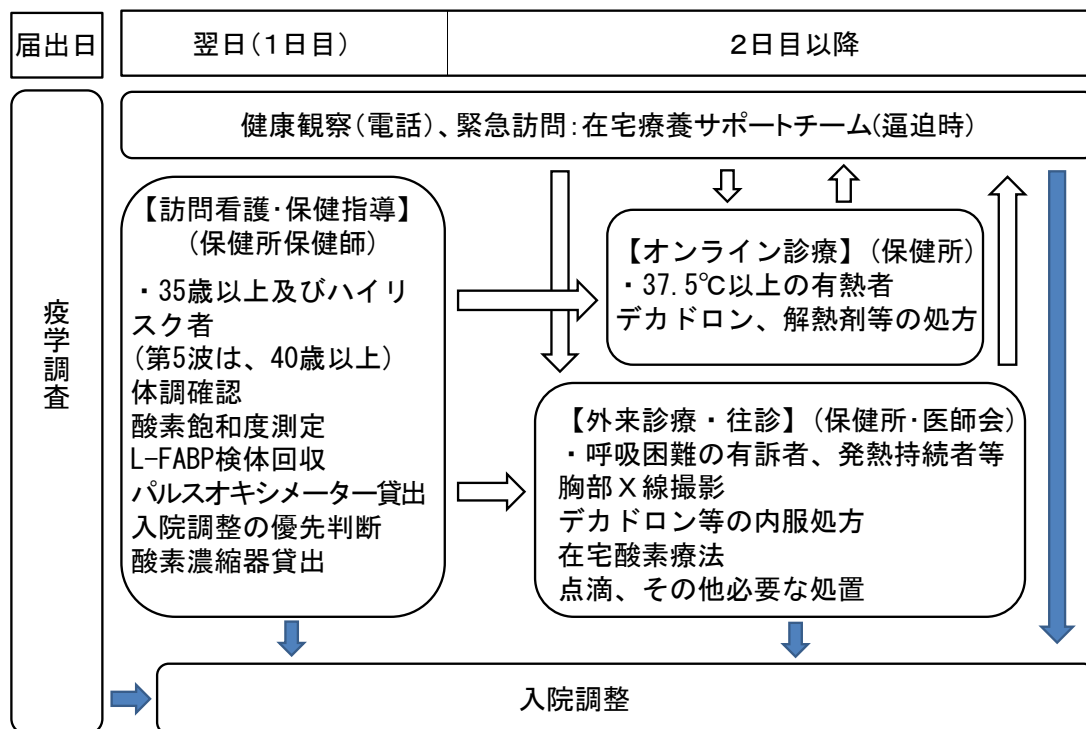 届出日
翌日(1日目)
2日目以降
疫学調査
健康観察(電話)、緊急訪問:在宅療養サポートチーム(逼迫時)
【訪問看護・保健指導】
(保健所保健師)
・35歳以上及びハイリ
スク者
(第5波は、40歳以上)
体調確認
酸素飽和度測定
L-FABP検体回収
パルスオキシメーター貸出
入院調整の優先判断
酸素濃縮器貸出
【オンライン診療】(保健所)
・37.5℃以上の有熱者
デカドロン、解熱剤等の処方
【外来診療・往診】(保健所・医師会)
・呼吸困難の有訴者、発熱持続者等
胸部X線撮影
デカドロン等の内服処方
在宅酸素療法
点滴、その他必要な処置
入院調整